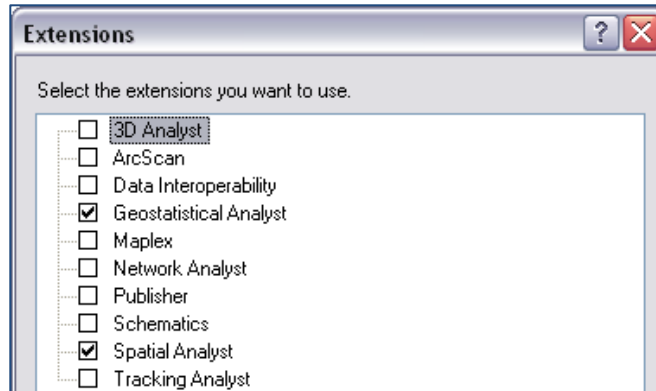 Extensions
Select the extensions you want to use.
3D Analyst
ArcScan
Data Interoperability
Geostatistical Analyst
Maplex
Network Analyst
Publisher
Schematics
Spatial Analyst
Tracking Analyst